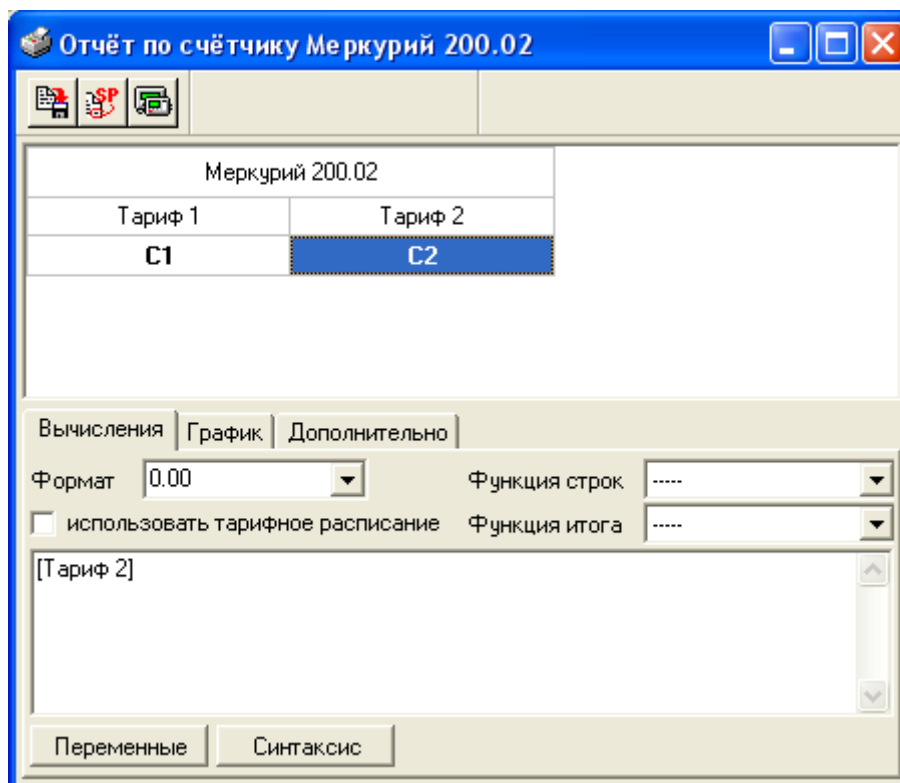 Отчёт по счётчику Меркурий 200.02
SP
Меркурий 200.02
Тариф 1 Тариф 2
C1 C2
Вычисления График Дополнительно
Формат 0.00 Функция строк -----
использовать тарифное расписание Функция итога -----
[Тариф 2]
Переменные Синтаксис